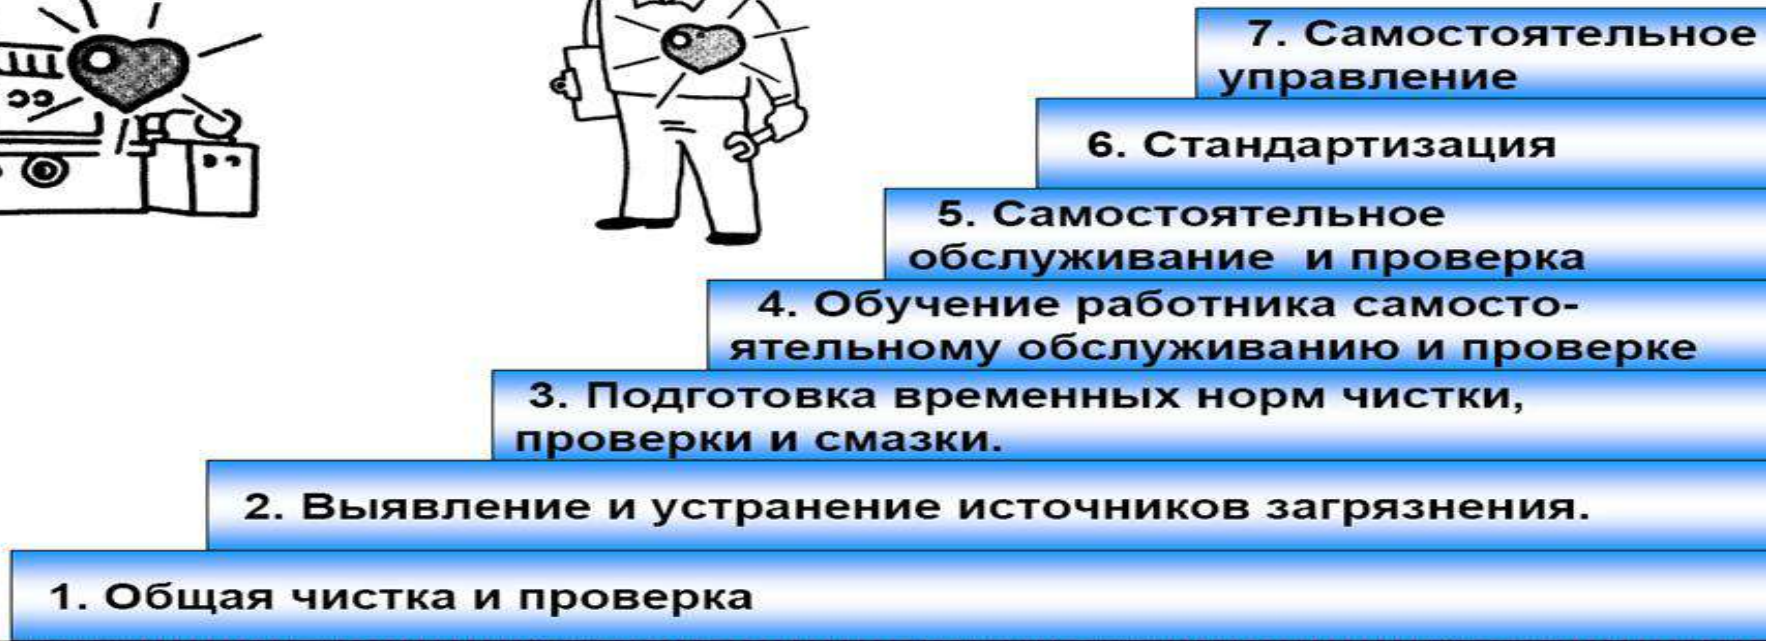 7. Самостоятельное
управление
6. Стандартизация
5. Самостоятельное
обслуживание  и проверка
4. Обучение работника самосто-
ятельному обслуживанию и проверке
3. Подготовка временных норм чистки,
проверки и смазки.
2. Выявление и устранение источников загрязнения.
1. Общая чистка и проверка